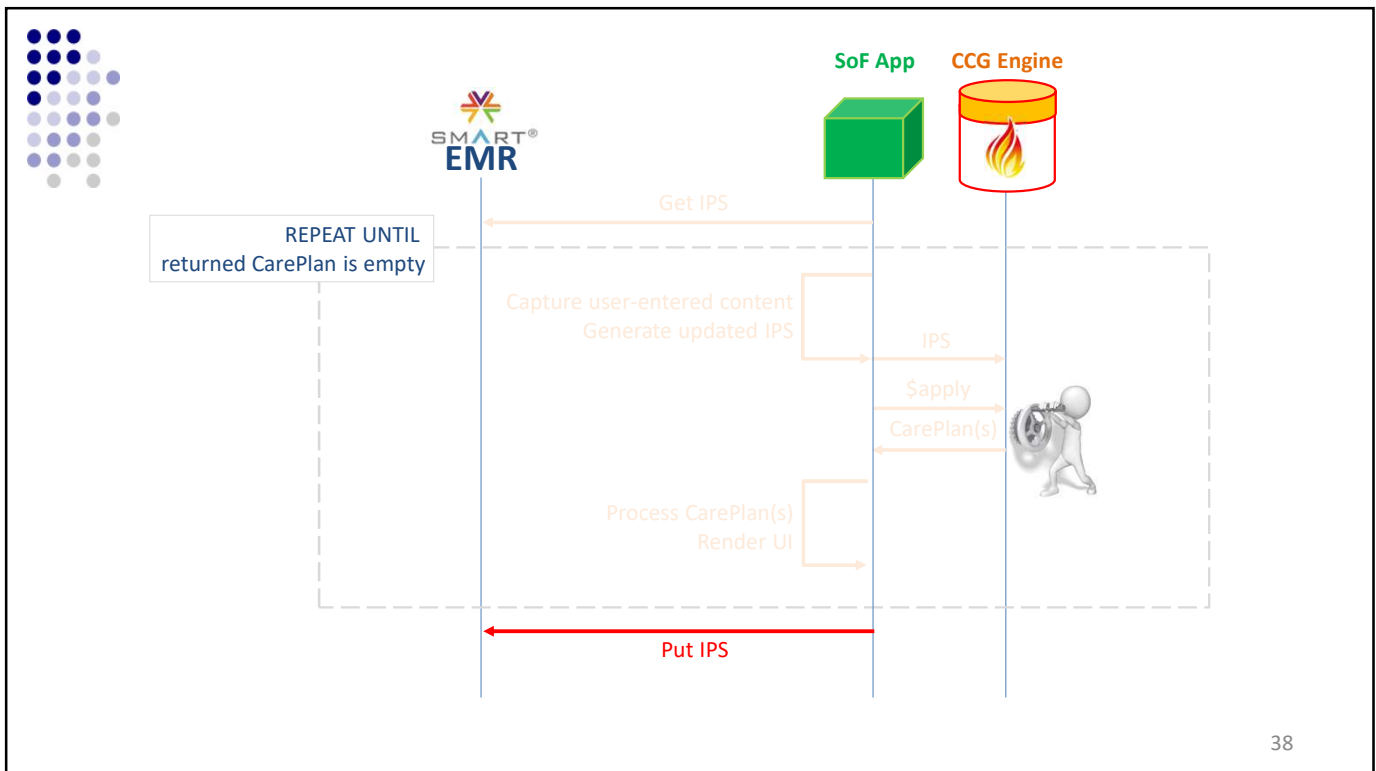 SoF App
CCG Engine
SMART®
EMR
Get IPS
REPEAT UNTIL
returned CarePlan is empty
Capture user-entered content
Generate updated IPS
IPS
$apply
CarePlan(s)
Process CarePlan(s)
Render UI
Put IPS
38